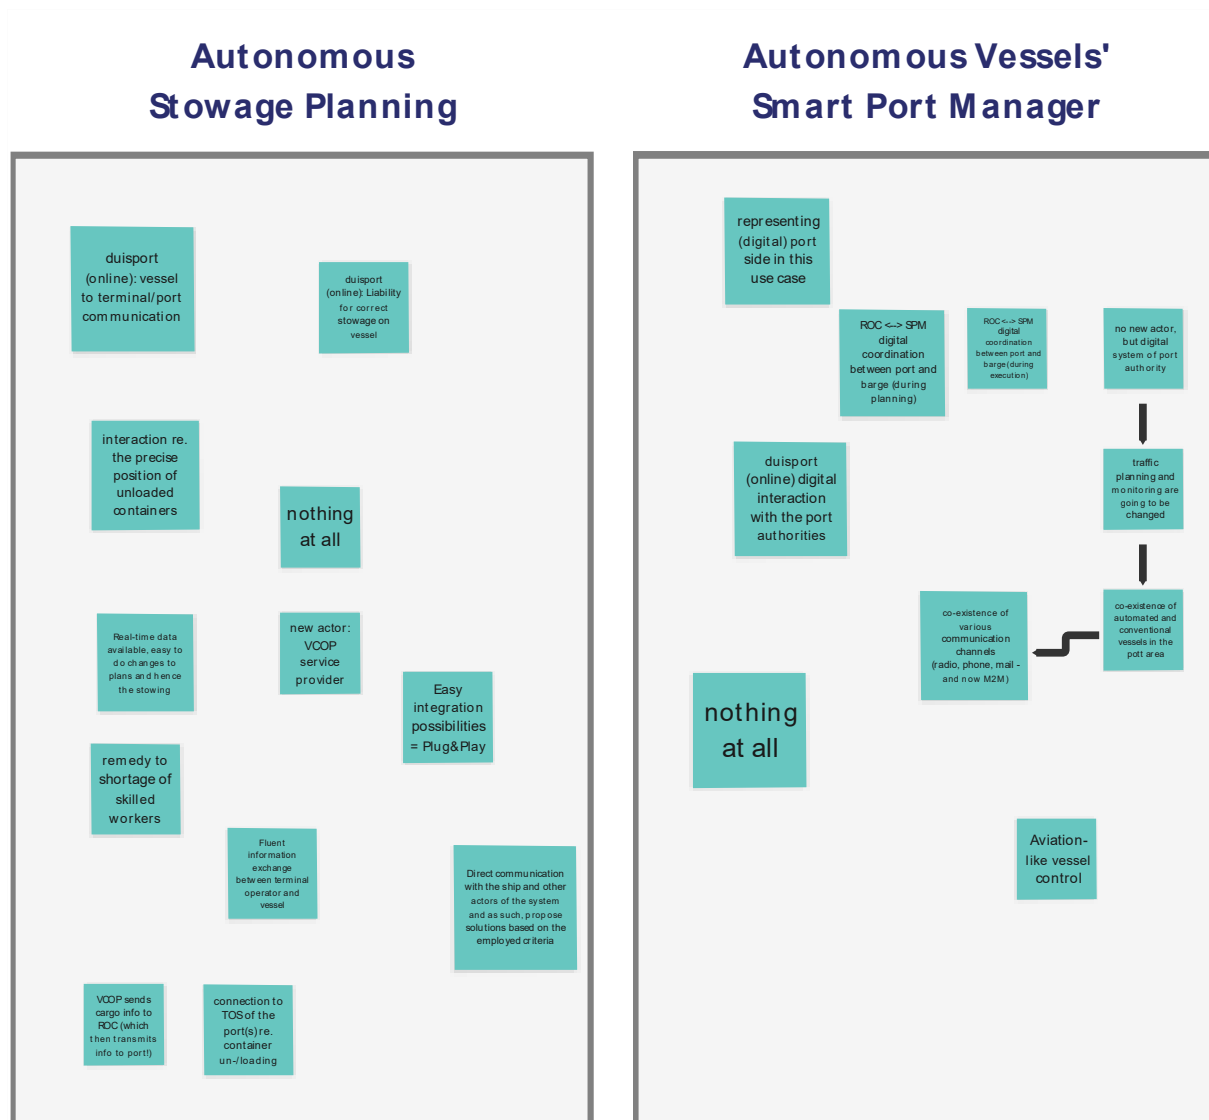 Autonomous
Stowage Planning
duisport
(online): vessel
to terminal/port
communication
duisport
(online): Liability
for correct
stowage on
vessel
interaction re.
the precise
position of
unloaded
containers
nothing
at all
Real-time data
available, easy to
do changes to
plans and hence
the stowing
new actor:
VCOP
service
provider
Easy
integration
possibilities
= Plug&Play
remedy to
shortage of
skilled
workers
Fluent
information
exchange
between terminal
operator and
vessel
Direct communication
with the ship and other
actors of the system
and as such, propose
solutions based on the
employed criteria
VCOP sends
cargo info to
ROC (which
then transmits
info to port!)
connection to
TOS of the
port(s) re.
container
un-/loading
Autonomous Vessels'
Smart Port Manager
representing
(digital) port
side in this
use case
ROC <--> SPM
digital
coordination
between port and
barge (during
planning)
ROC <--> SPM
digital
coordination
between port and
barge (during
execution)
no new actor,
but digital
system of port
authority
duisport
(online) digital
interaction
with the port
authorities
traffic
planning and
monitoring are
going to be
changed
co-existence of
automated and
conventional
vessels in the
pott area
co-existence of
various
communication
channels
(radio, phone, mail -
and now M2M)
nothing
at all
Aviation-
like vessel
control